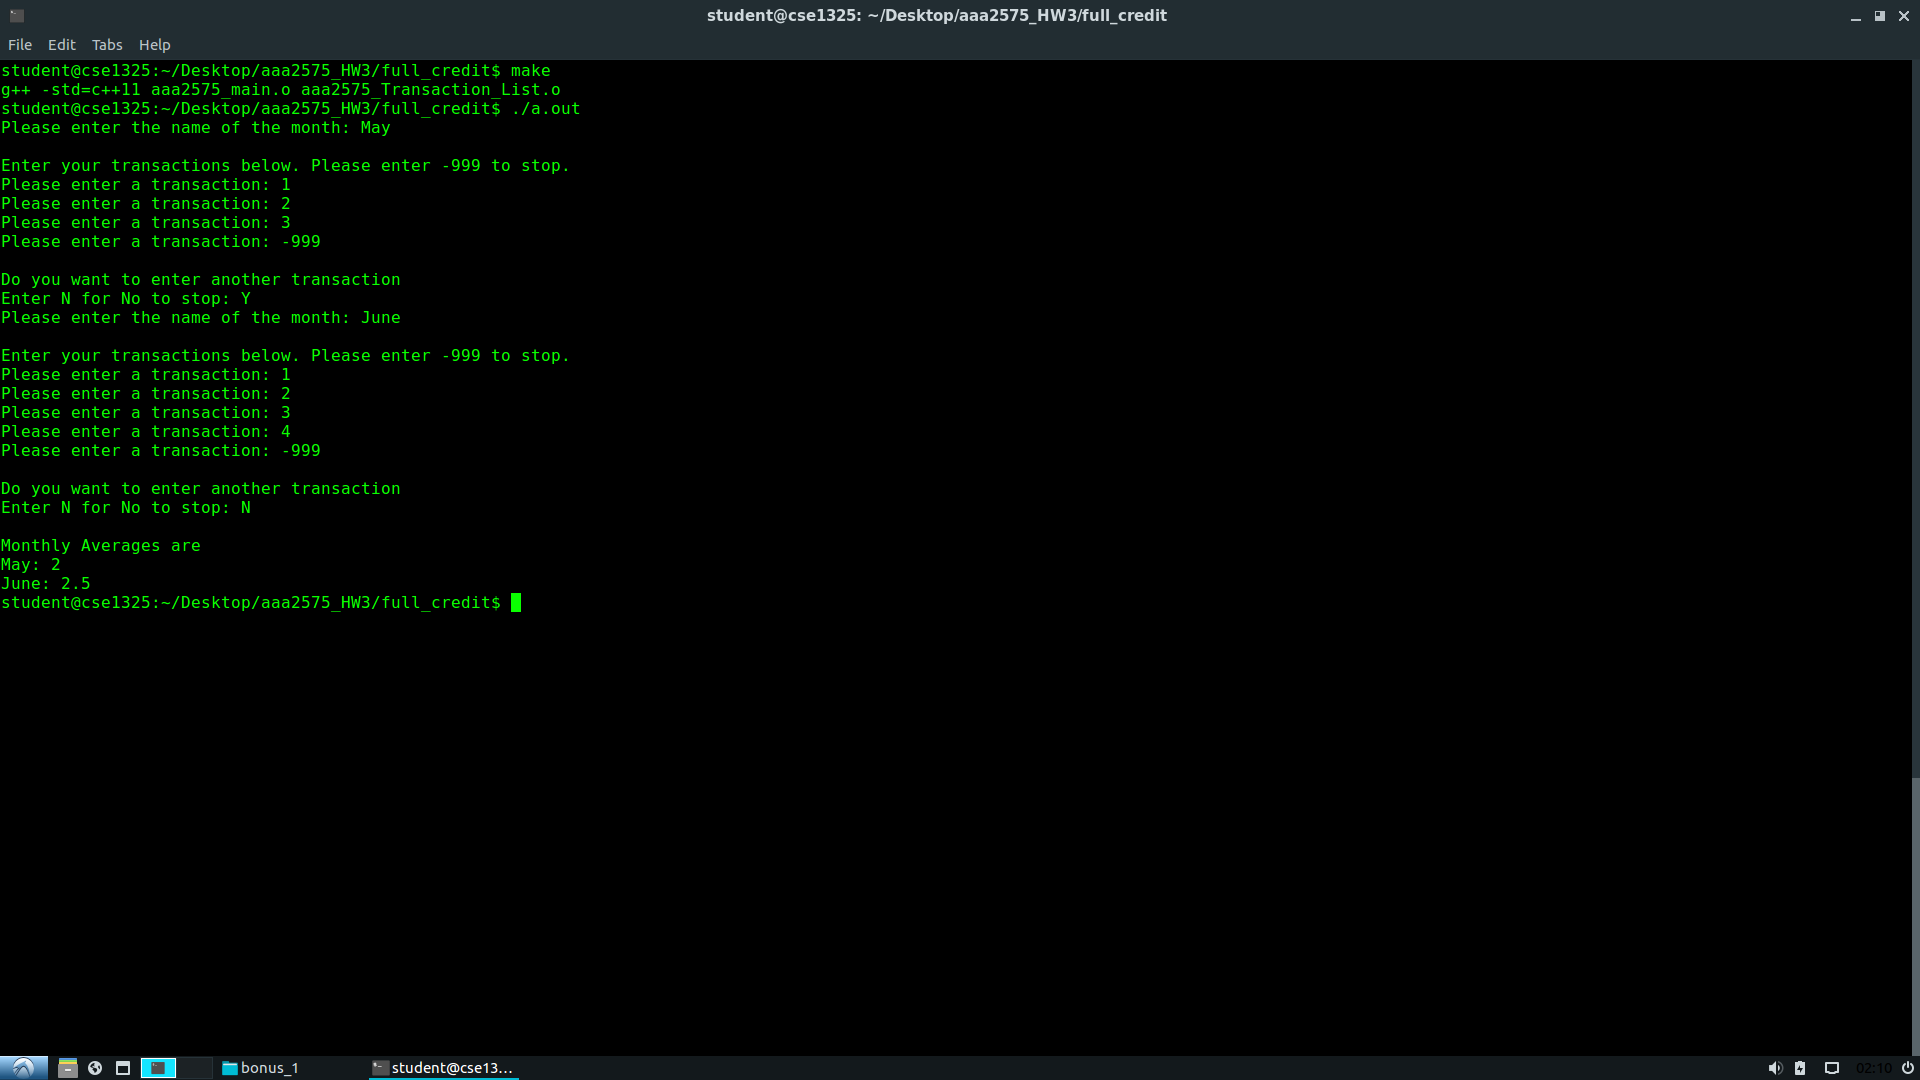 student@cse1325: ~/Desktop/aaa2575_HW3/full_credit
File Edit Tabs Help
student@cse1325:~/Desktop/aaa2575_HW3/full_credit$ make
g++ -std=c++11 aaa2575_main.o aaa2575_Transaction_List.o
student@cse1325:~/Desktop/aaa2575_HW3/full_credit$ ./a.out
Please enter the name of the month: May

Enter your transactions below. Please enter -999 to stop.
Please enter a transaction: 1
Please enter a transaction: 2
Please enter a transaction: 3
Please enter a transaction: -999

Do you want to enter another transaction
Enter N for No to stop: Y
Please enter the name of the month: June

Enter your transactions below. Please enter -999 to stop.
Please enter a transaction: 1
Please enter a transaction: 2
Please enter a transaction: 3
Please enter a transaction: 4
Please enter a transaction: -999

Do you want to enter another transaction
Enter N for No to stop: N

Monthly Averages are
May: 2
June: 2.5
student@cse1325:~/Desktop/aaa2575_HW3/full_credit$
bonus_1 student@cse13... 02:10